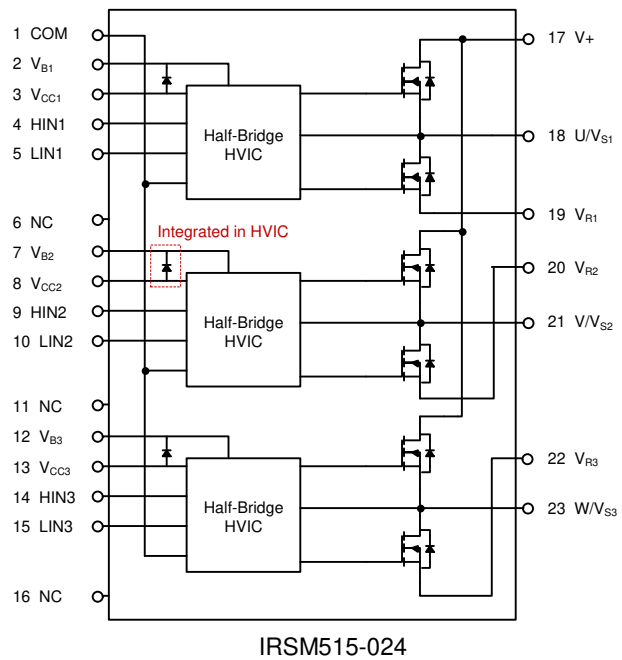 1 COM
2 VB1
3 VCC1
4 HIN1
5 LIN1
6 NC
7 VB2
8 VCC2
9 HIN2
10 LIN2
11 NC
12 VB3
13 VCC3
14 HIN3
15 LIN3
16 NC
Half-Bridge
HVIC
Integrated in HVIC
Half-Bridge
HVIC
Half-Bridge
HVIC
17 V+
18 U/VS1
19 VR1
20 VR2
21 V/VS2
22 VR3
23 W/VS3
IRSM515-024